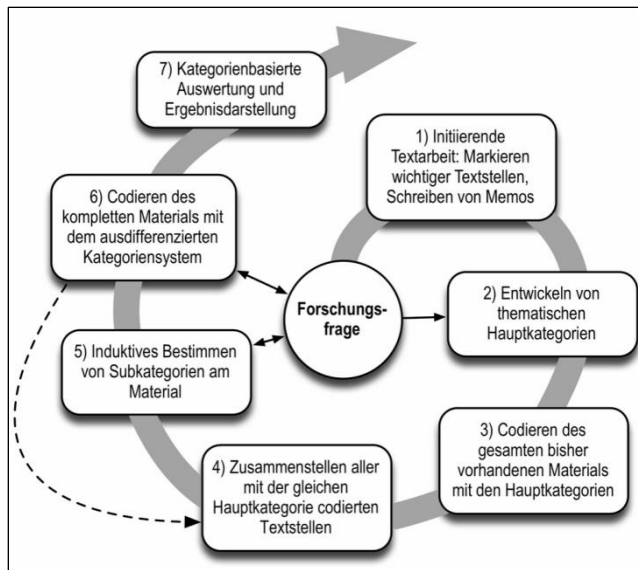 7) Kategorienbasierte
Auswertung und
Ergebnisdarstellung
1) Initiierende
Textarbeit: Markieren
wichtiger Textstellen,
Schreiben von Memos
6) Codieren des
kompletten Materials mit
dem ausdifferenzierten
Kategoriensystem
Forschungs-
frage
2) Entwickeln von
thematischen
Hauptkategorien
5) Induktives Bestimmen
von Subkategorien am
Material
3) Codieren des
gesamten bisher
vorhandenen Materials
mit den Hauptkategorien
4) Zusammenstellen aller
mit der gleichen
Hauptkategorie codierten
Textstellen